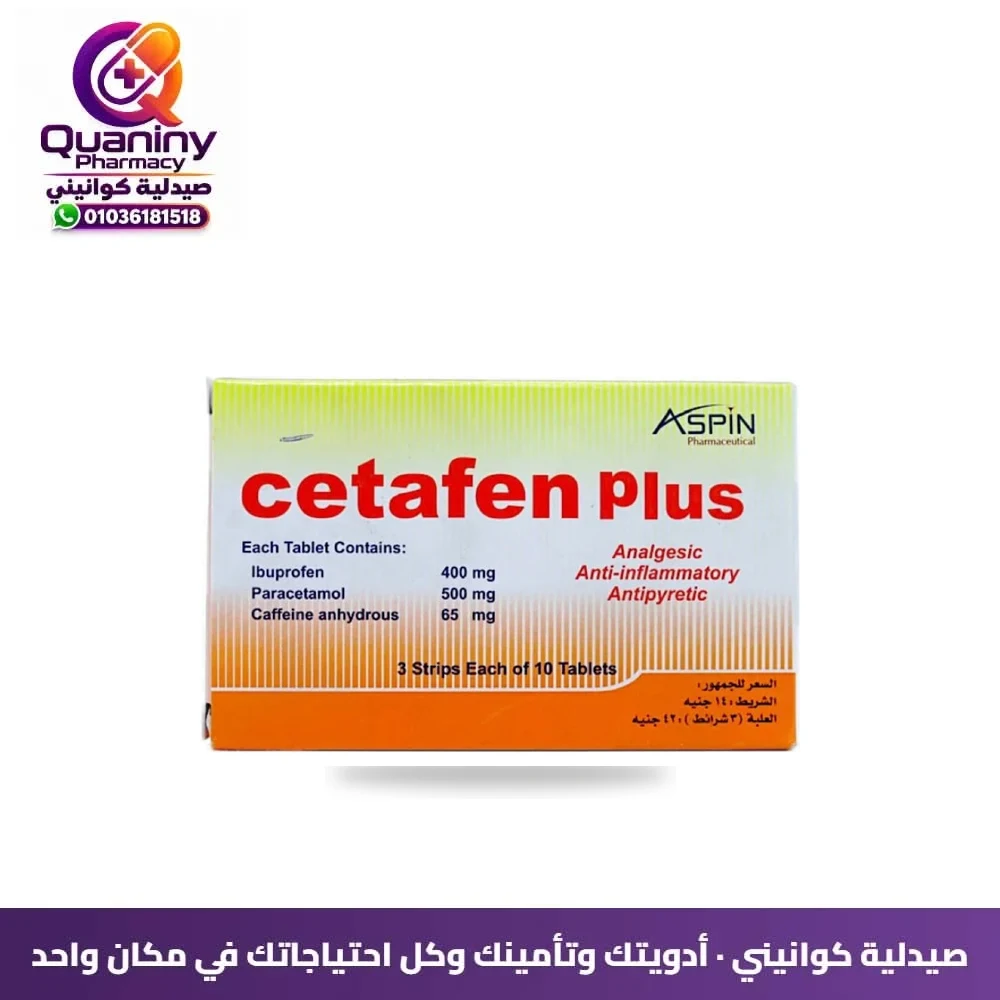 Quaniny
Pharmacy
صيدلية كوانيني
01036181518
ASPIN
Pharmaceutical
cetafen plus
Each Tablet Contains:
Ibuprofen 400 mg
Paracetamol 500 mg
Caffeine anhydrous 65 mg
Analgesic
Anti-inflammatory
Antipyretic
3 Strips Each of 10 Tablets
السعر للجمهور:
الشريط: ١٤ جنيه
العلبة (٣ شرائط): ٤٢ جنيه
صيدلية كوانيني · أدويتك وتأمينك وكل احتياجاتك في مكان واحد